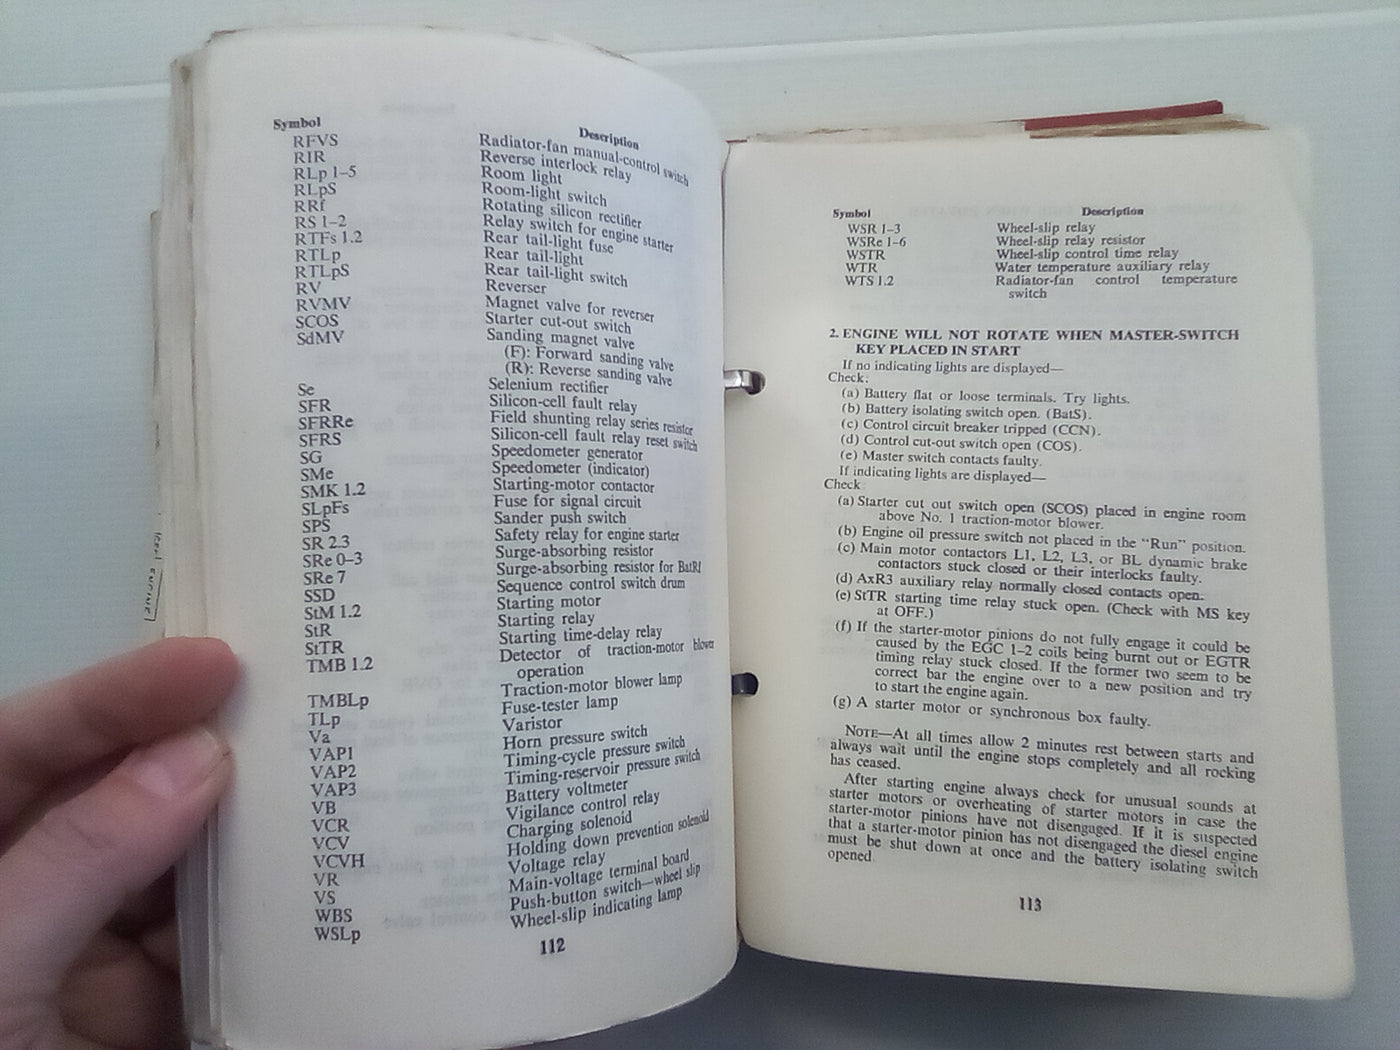 Symbol Description
RFVS Radiator-fan manual-control switch
RIR Reverse interlock relay
RLp 1–5 Room light
RLpS Room-light switch
RRf Rotating silicon rectifier
RS 1–2 Relay switch for engine starter
RTFs 1.2 Rear tail-light fuse
RTLp Rear tail-light
RTLpS Rear tail-light switch
RV Reverser
RVMV Magnet valve for reverser
SCOS Starter cut-out switch
SdMV Sanding magnet valve
(F): Forward sanding valve
(R): Reverse sanding valve
Se Selenium rectifier
SFR Silicon-cell fault relay
SFRRe Field shunting relay series resistor
SFRS Silicon-cell fault relay reset switch
SG Speedometer generator
SMe Speedometer (indicator)
SMK 1.2 Starting-motor contactor
SLpFs Fuse for signal circuit
SPS Sander push switch
SR 2.3 Safety relay for engine starter
SRe 0–3 Surge-absorbing resistor
SRe 7 Surge-absorbing resistor for BatRf
SSD Sequence control switch drum
StM 1.2 Starting motor
StR Starting relay
StTR Starting time-delay relay
TMB 1.2 Detector of traction-motor blower
operation
TMBLp Traction-motor blower lamp
TLp Fuse-tester lamp
Va Varistor
VAP1 Horn pressure switch
VAP2 Timing-cycle pressure switch
VAP3 Timing-reservoir pressure switch
VB Battery voltmeter
VCR Vigilance control relay
VCV Charging solenoid
VCVH Holding down prevention solenoid
VR Voltage relay
VS Main-voltage terminal board
WBS Push-button switch—wheel slip
WSLp Wheel-slip indicating lamp
112
ENGINE
Symbol Description
WSR 1–3 Wheel-slip relay
WSRe 1–6 Wheel-slip relay resistor
WSTR Wheel-slip control time relay
WTR Water temperature auxiliary relay
WTS 1.2 Radiator-fan control temperature
switch
2. ENGINE WILL NOT ROTATE WHEN MASTER-SWITCH
KEY PLACED IN START
If no indicating lights are displayed—
Check:
(a) Battery flat or loose terminals. Try lights.
(b) Battery isolating switch open. (BatS).
(c) Control circuit breaker tripped (CCN).
(d) Control cut-out switch open (COS).
(e) Master switch contacts faulty.
If indicating lights are displayed—
Check
(a) Starter cut out switch open (SCOS) placed in engine room
above No. 1 traction-motor blower.
(b) Engine oil pressure switch not placed in the “Run” position.
(c) Main motor contactors L1, L2, L3, or BL dynamic brake
contactors stuck closed or their interlocks faulty.
(d) AxR3 auxiliary relay normally closed contacts open.
(e) StTR starting time relay stuck open. (Check with MS key
at OFF.)
(f) If the starter-motor pinions do not fully engage it could be
caused by the EGC 1–2 coils being burnt out or EGTR
timing relay stuck closed. If the former two seem to be
correct bar the engine over to a new position and try
to start the engine again.
(g) A starter motor or synchronous box faulty.
NOTE—At all times allow 2 minutes rest between starts and
always wait until the engine stops completely and all rocking
has ceased.
After starting engine always check for unusual sounds at
starter motors or overheating of starter motors in case the
starter-motor pinions have not disengaged. If it is suspected
that a starter-motor pinion has not disengaged the diesel engine
must be shut down at once and the battery isolating switch
opened
113